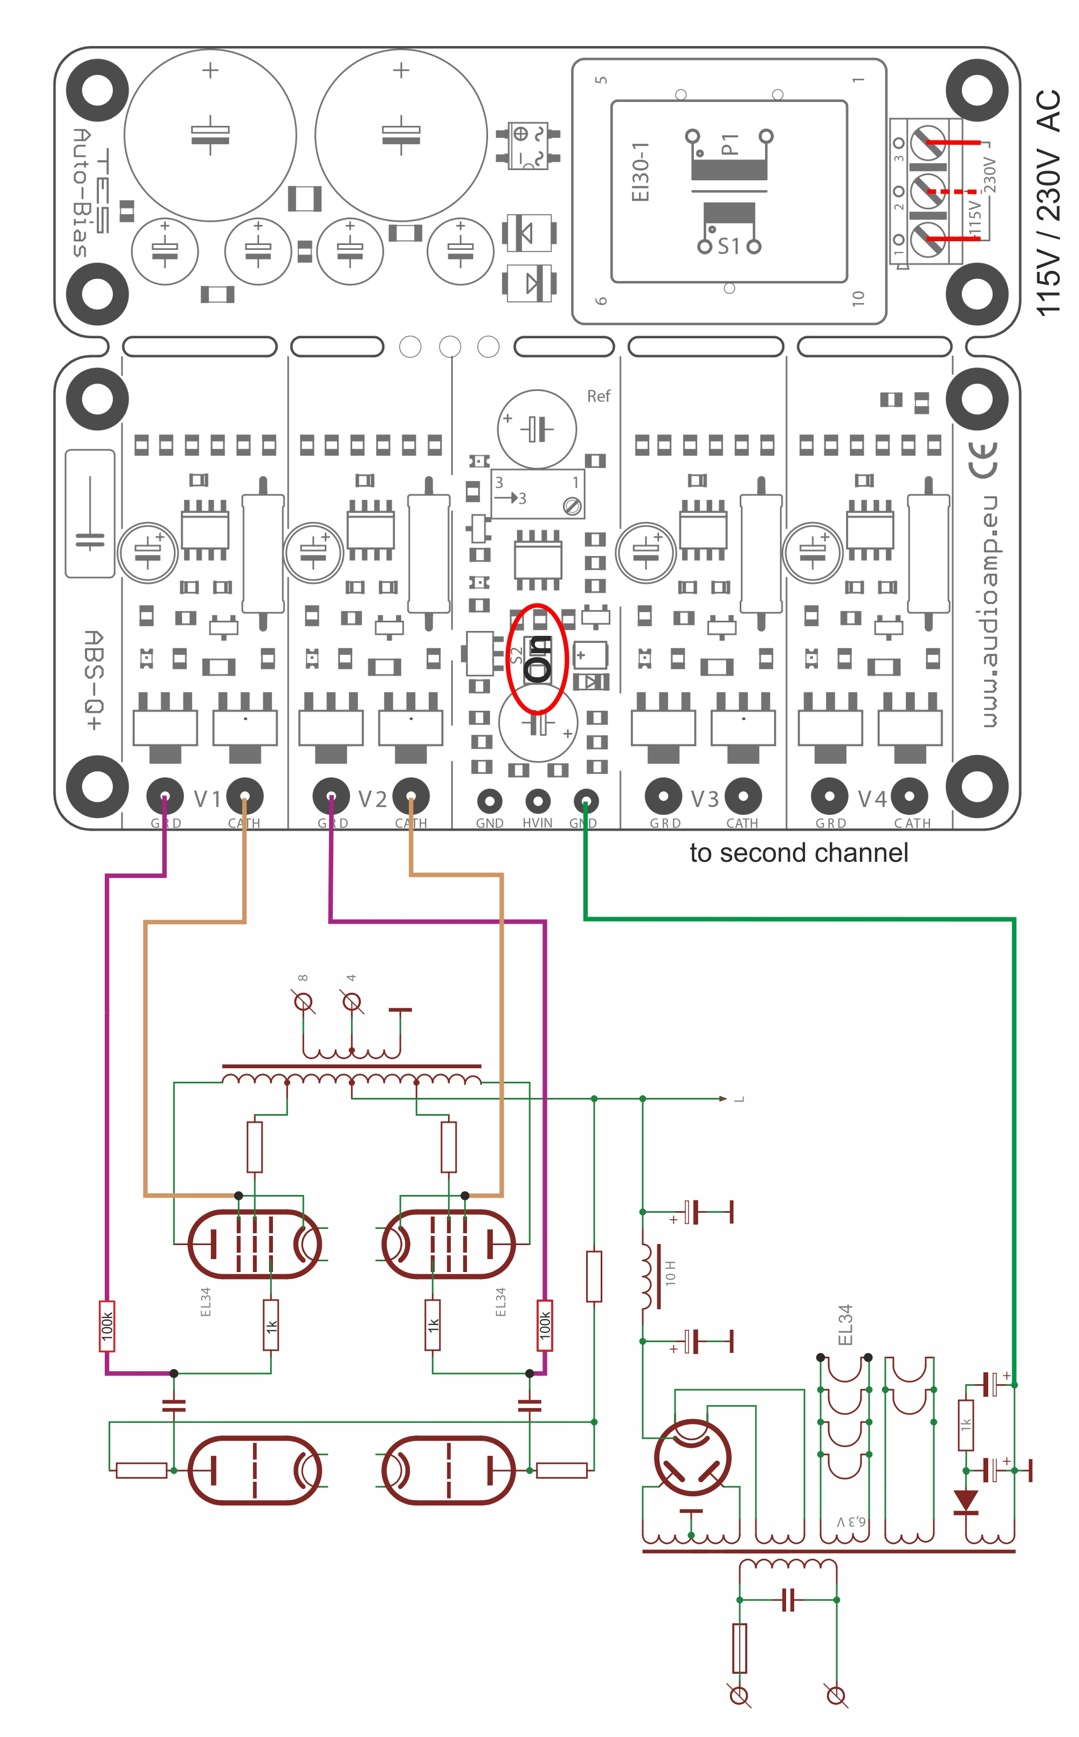 5
1
115V / 230V AC
TES
Auto-Bias
EI30-1
P1
S1
3
2
1
230V
115V
6
10
Ref
3
1
→3
CE
www.audioamp.eu
ABS-Q+
S2
On
V1
V2
V3
V4
GRD
CATH
GRD
CATH
GND
HVIN
GND
GRD
CATH
GRD
CATH
to second channel
8
4
L
10 H
EL34
EL34
EL34
100k
1k
1k
100k
1k
6,3 V